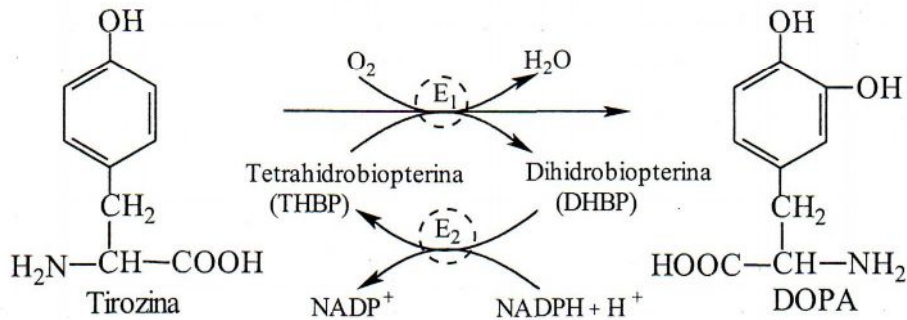 OH
CH₂
H₂N—CH—COOH
Tirozina
O₂
H₂O
E₁
Tetrahidrobiopterina
(THBP)
Dihidrobiopterina
(DHBP)
E₂
NADP⁺
NADPH + H⁺
OH
OH
CH₂
HOOC—CH—NH₂
DOPA